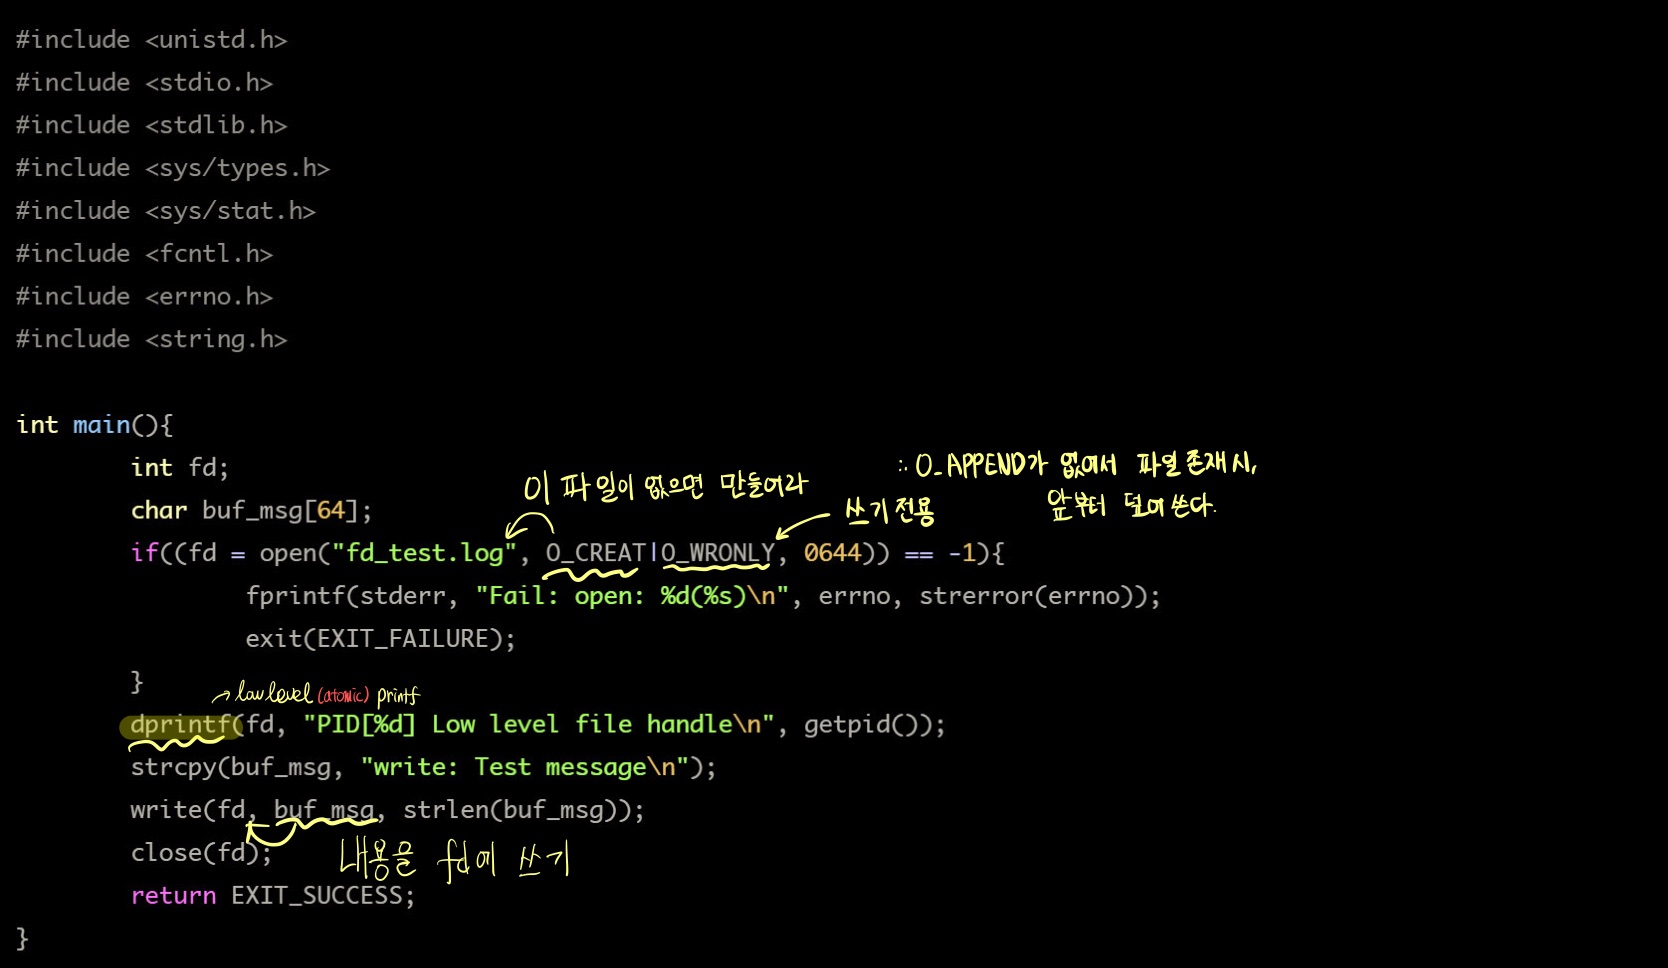 #include <unistd.h>
#include <stdio.h>
#include <stdlib.h>
#include <sys/types.h>
#include <sys/stat.h>
#include <fcntl.h>
#include <errno.h>
#include <string.h>
int main(){
int fd;
∴ O_APPEND가 없어서 파일 존재시,
이 파일이 없으면 만들어라
char buf_msg[64];
쓰기 전용
앞부터 덮어 쓴다.
if((fd = open("fd_test.log", O_CREAT|O_WRONLY, 0644)) == -1){
fprintf(stderr, "Fail: open: %d(%s)\n", errno, strerror(errno));
exit(EXIT_FAILURE);
}
→ low level (atomic) printf
dprintf(fd, "PID[%d] Low level file handle\n", getpid());
strcpy(buf_msg, "write: Test message\n");
write(fd, buf_msg, strlen(buf_msg));
close(fd);
내용을 fd에 쓰기
return EXIT_SUCCESS;
}